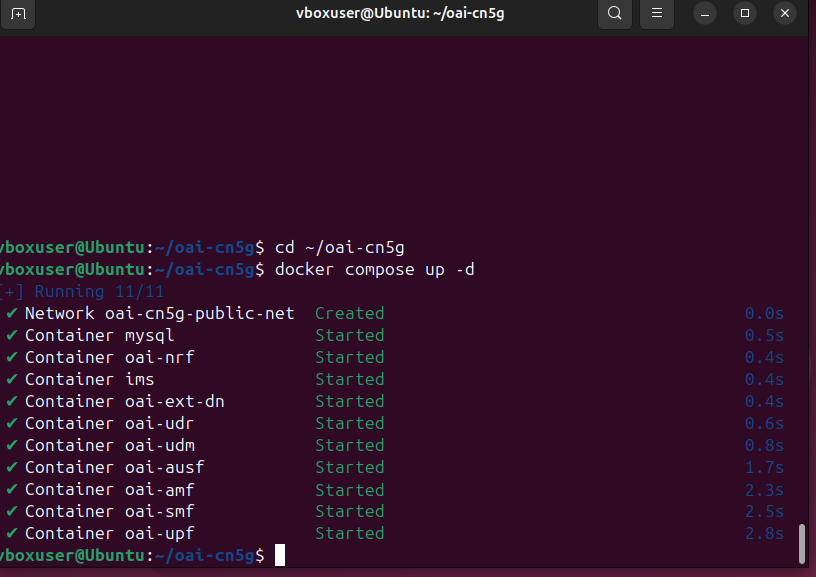 vboxuser@Ubuntu: ~/oai-cn5g
vboxuser@Ubuntu:~/oai-cn5g$ cd ~/oai-cn5g
vboxuser@Ubuntu:~/oai-cn5g$ docker compose up -d
[+] Running 11/11
✔ Network oai-cn5g-public-net Created 0.0s
✔ Container mysql Started 0.5s
✔ Container oai-nrf Started 0.4s
✔ Container ims Started 0.4s
✔ Container oai-ext-dn Started 0.4s
✔ Container oai-udr Started 0.6s
✔ Container oai-udm Started 0.8s
✔ Container oai-ausf Started 1.7s
✔ Container oai-amf Started 2.3s
✔ Container oai-smf Started 2.5s
✔ Container oai-upf Started 2.8s
vboxuser@Ubuntu:~/oai-cn5g$